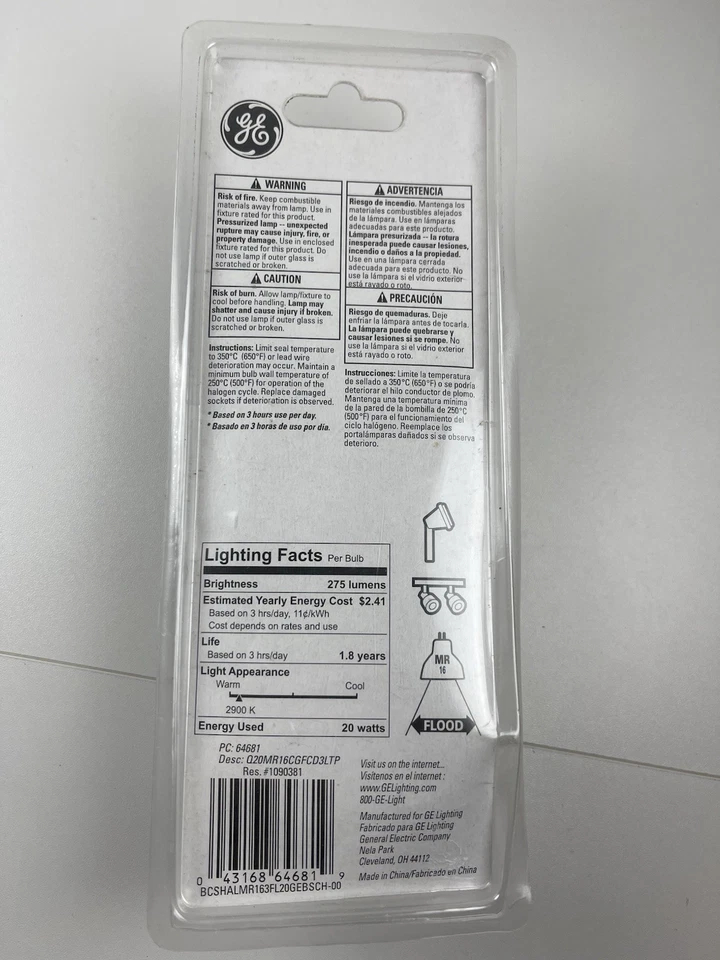 GE
WARNING
Risk of fire. Keep combustible
materials away from lamp. Use in
fixture rated for this product.
Pressurized lamp -- unexpected
rupture may cause injury, fire, or
property damage. Use in enclosed
fixture rated for this product. Do
not use lamp if outer glass is
scratched or broken.
CAUTION
Risk of burn. Allow lamp/fixture to
cool before handling. Lamp may
shatter and cause injury if broken.
Do not use lamp if outer glass is
scratched or broken.
Instructions: Limit seal temperature
to 350°C (650°F) or lead wire
deterioration may occur. Maintain a
minimum bulb wall temperature of
250°C (500°F) for operation of the
halogen cycle. Replace damaged
sockets if deterioration is observed.
* Based on 3 hours use per day.
* Basado en 3 horas de uso por día.
ADVERTENCIA
Riesgo de incendio. Mantenga los
materiales combustibles alejados
de la lámpara. Use en lámparas
adecuadas para este producto.
Lámpara presurizada -- la rotura
inesperada puede causar lesiones,
incendio o daños a la propiedad.
Use en una lámpara cerrada
adecuada para este producto. No
use la lámpara si el vidrio exterior
está rayado o roto.
PRECAUCIÓN
Riesgo de quemaduras. Deje
enfriar la lámpara antes de tocarla.
La lámpara puede quebrarse y
causar lesiones si se rompe. No
use la lámpara si el vidrio exterior
está rayado o roto.
Instrucciones: Limite la temperatura
de sellado a 350°C (650°F) o se podría
deteriorar el hilo conductor de plomo.
Mantenga una temperatura mínima
de la pared de la bombilla de 250°C
(500°F) para el funcionamiento del
ciclo halógeno. Reemplace los
portalámparas dañados si se observa
deterioro.
Lighting Facts Per Bulb
Brightness 275 lumens
Estimated Yearly Energy Cost $2.41
Based on 3 hrs/day, 11¢/kWh
Cost depends on rates and use
Life
Based on 3 hrs/day 1.8 years
Light Appearance
Warm Cool
2900 K
Energy Used 20 watts
MR
16
FLOOD
PC: 64681
Desc: Q20MR16CGFCD3LTP
Res. #1090381
0 43168 64681 9
BCSHALMR163FL20GEBSCH-00
Visit us on the internet...
Visítenos en el internet :
www.GELighting.com
800-GE-Light
Manufactured for GE Lighting
Fabricado para GE Lighting
General Electric Company
Nela Park
Cleveland, OH 44112
Made in China/Fabricado en China